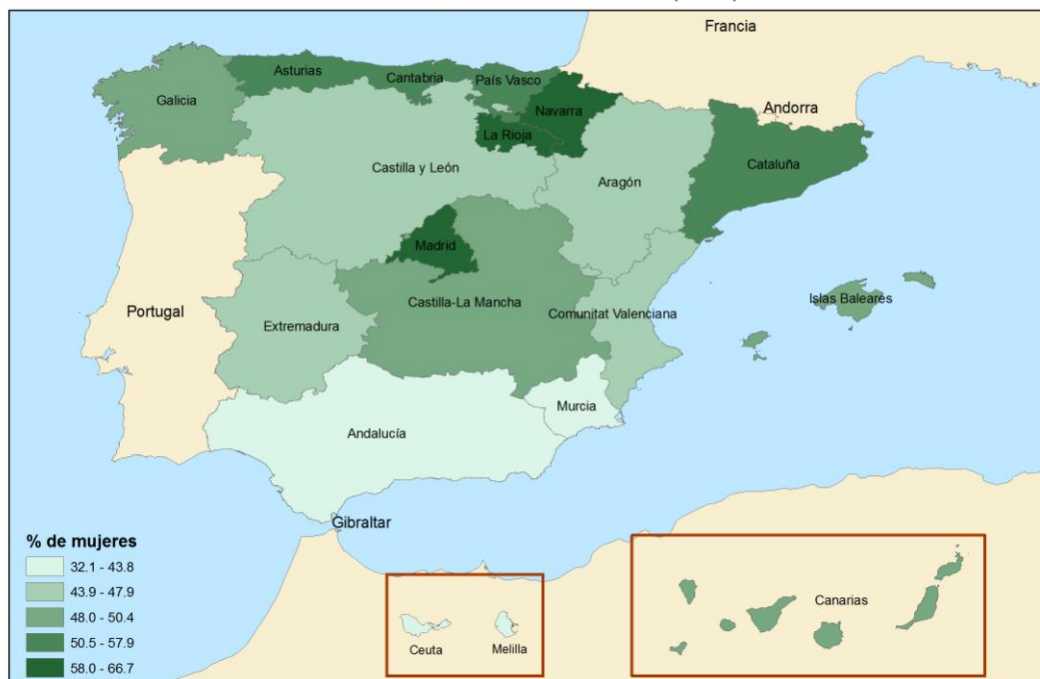 Francia
Asturias
Cantabria
País Vasco
Galicia
Navarra
Andorra
La Rioja
Cataluña
Castilla y León
Aragón
Madrid
Islas Baleares
Castilla-La Mancha
Comunitat Valenciana
Portugal
Extremadura
Murcia
Andalucía
Gibraltar
% de mujeres
32.1 - 43.8
43.9 - 47.9
48.0 - 50.4
50.5 - 57.9
58.0 - 66.7
Ceuta
Melilla
Canarias